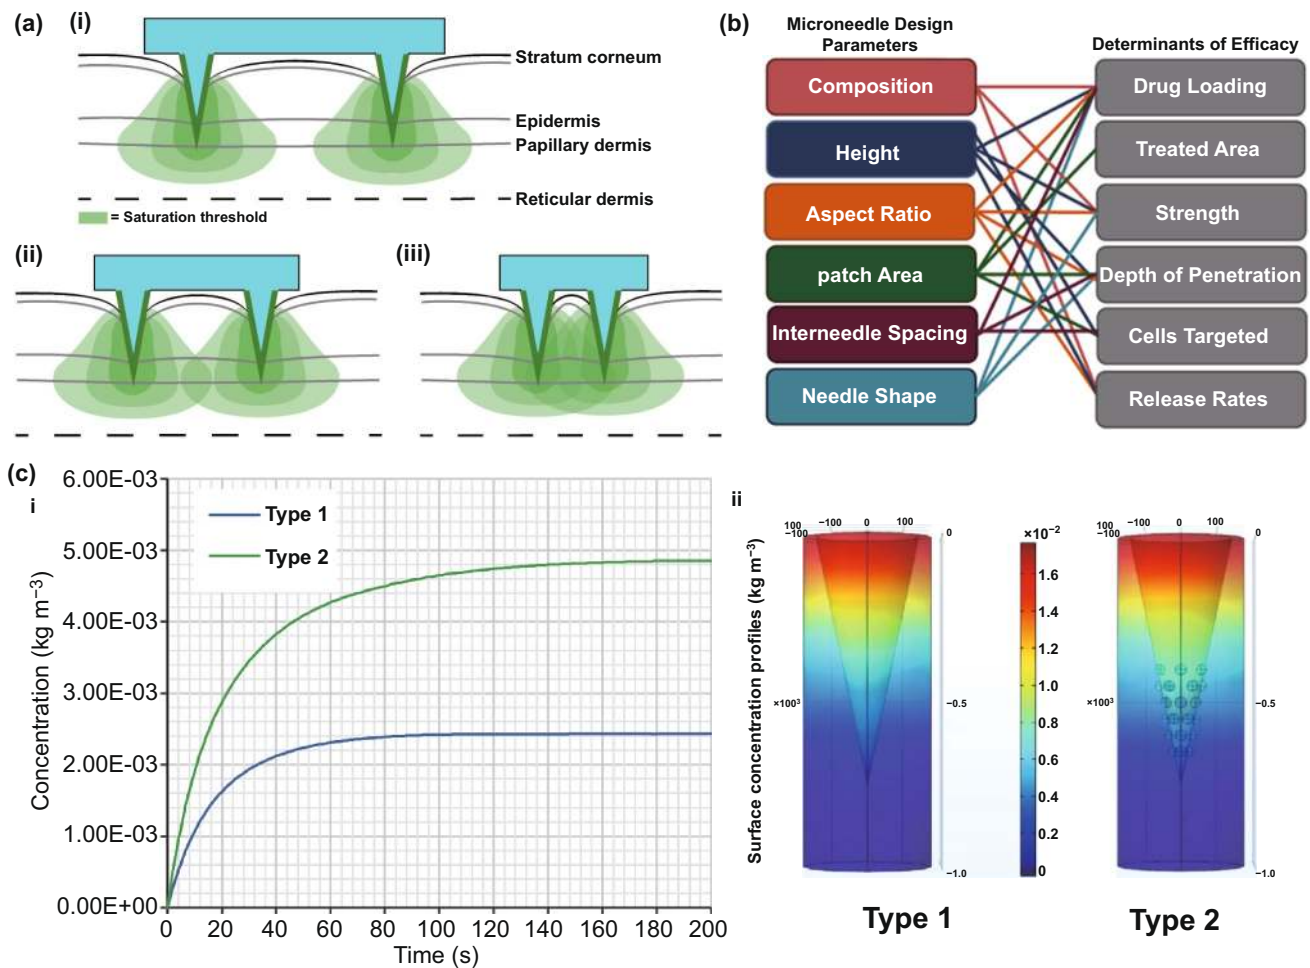 (a)
(i)
Stratum corneum
Epidermis
Papillary dermis
Reticular dermis
= Saturation threshold
(ii)
(iii)
(b)
Microneedle Design
Parameters
Determinants of Efficacy
Composition
Height
Aspect Ratio
patch Area
Interneedle Spacing
Needle Shape
Drug Loading
Treated Area
Strength
Depth of Penetration
Cells Targeted
Release Rates
(c)
i
6.00E-03
5.00E-03
4.00E-03
3.00E-03
2.00E-03
1.00E-03
0.00E+00
Concentration (kg m⁻³)
Type 1
Type 2
0 20 40 60 80 100 120 140 160 180 200
Time (s)
ii
Surface concentration profiles (kg m⁻³)
100 −100 0 100
−100
0
×10³
−0.5
−1.0
Type 1
×10⁻²
1.6
1.4
1.2
1.0
0.8
0.6
0.4
0.2
0
100 −100 0 100
−100
0
×10³
−0.5
−1.0
Type 2